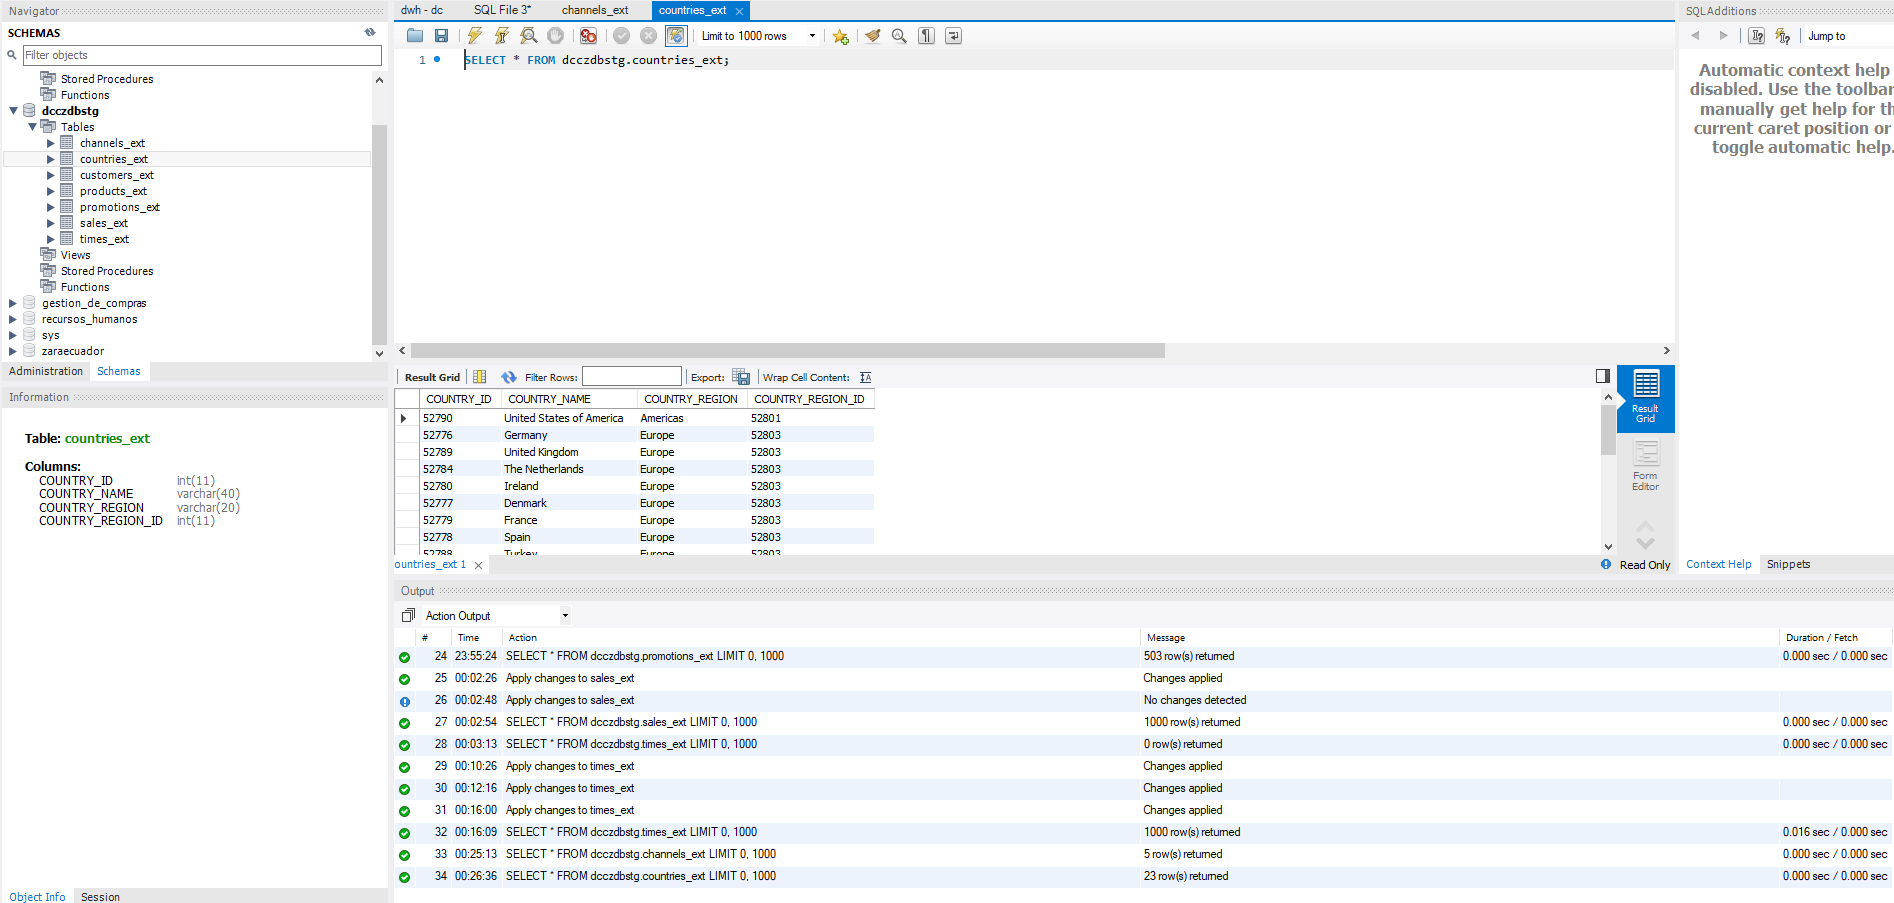 Navigator
SCHEMAS
Filter objects
Stored Procedures
Functions
dcczdbstg
Tables
channels_ext
countries_ext
customers_ext
products_ext
promotions_ext
sales_ext
times_ext
Views
Stored Procedures
Functions
gestion_de_compras
recursos_humanos
sys
zaraecuador
Administration Schemas
Information
Table: countries_ext
Columns:
COUNTRY_ID int(11)
COUNTRY_NAME varchar(40)
COUNTRY_REGION varchar(20)
COUNTRY_REGION_ID int(11)
Object Info Session
dwh - dc SQL File 3* channels_ext countries_ext
Limit to 1000 rows
1 SELECT * FROM dcczdbstg.countries_ext;
Result Grid Filter Rows: Export: Wrap Cell Content:
COUNTRY_ID COUNTRY_NAME COUNTRY_REGION COUNTRY_REGION_ID
52790 United States of America Americas 52801
52776 Germany Europe 52803
52789 United Kingdom Europe 52803
52784 The Netherlands Europe 52803
52780 Ireland Europe 52803
52777 Denmark Europe 52803
52779 France Europe 52803
52778 Spain Europe 52803
52788 Turkey Europe 52803
Result
Grid
Form
Editor
ountries_ext 1
Read Only
SQLAdditions
Jump to
Automatic context help
disabled. Use the toolbar
manually get help for th
current caret position or
toggle automatic help.
Context Help Snippets
Output
Action Output
# Time Action Message Duration / Fetch
24 23:55:24 SELECT * FROM dcczdbstg.promotions_ext LIMIT 0, 1000 503 row(s) returned 0.000 sec / 0.000 sec
25 00:02:26 Apply changes to sales_ext Changes applied
26 00:02:48 Apply changes to sales_ext No changes detected
27 00:02:54 SELECT * FROM dcczdbstg.sales_ext LIMIT 0, 1000 1000 row(s) returned 0.000 sec / 0.000 sec
28 00:03:13 SELECT * FROM dcczdbstg.times_ext LIMIT 0, 1000 0 row(s) returned 0.000 sec / 0.000 sec
29 00:10:26 Apply changes to times_ext Changes applied
30 00:12:16 Apply changes to times_ext Changes applied
31 00:16:00 Apply changes to times_ext Changes applied
32 00:16:09 SELECT * FROM dcczdbstg.times_ext LIMIT 0, 1000 1000 row(s) returned 0.016 sec / 0.000 sec
33 00:25:13 SELECT * FROM dcczdbstg.channels_ext LIMIT 0, 1000 5 row(s) returned 0.000 sec / 0.000 sec
34 00:26:36 SELECT * FROM dcczdbstg.countries_ext LIMIT 0, 1000 23 row(s) returned 0.000 sec / 0.000 sec